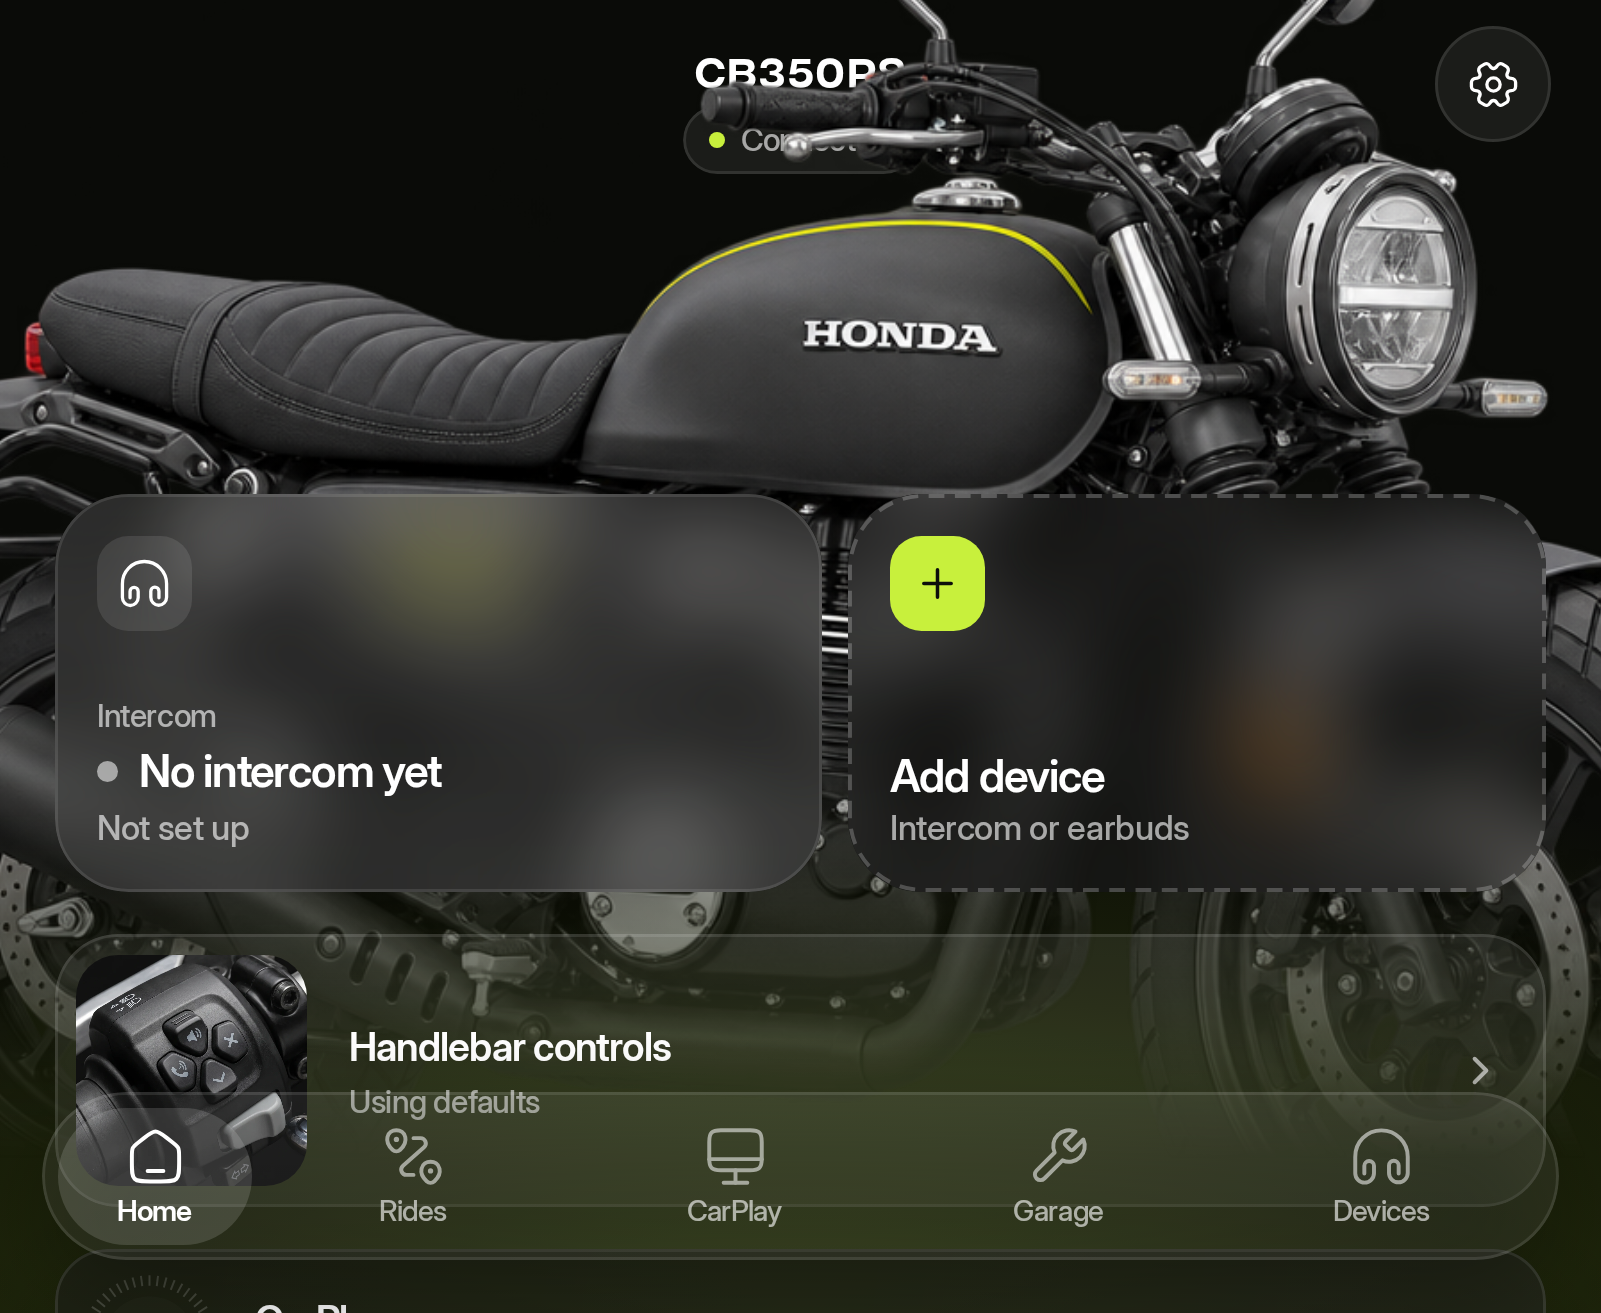 CB350RS
HONDA
Intercom
No intercom yet
Not set up
Add device
Intercom or earbuds
Handlebar controls
Using defaults
Home
Rides
CarPlay
Garage
Devices